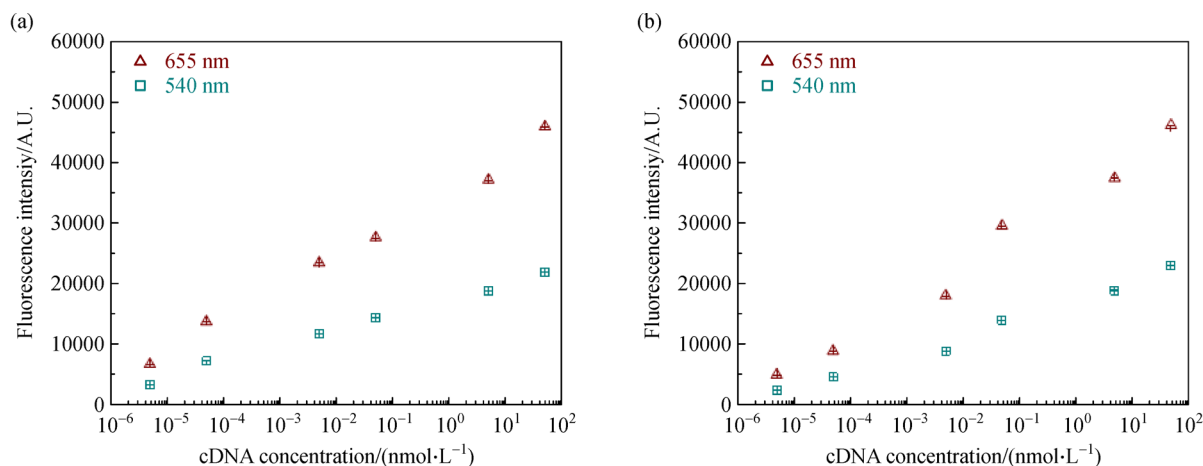 (a)
60000
50000
40000
30000
20000
10000
0
△ 655 nm
□ 540 nm
Fluorescence intensiy/A.U.
10⁻⁶ 10⁻⁵ 10⁻⁴ 10⁻³ 10⁻² 10⁻¹ 10⁰ 10¹ 10²
cDNA concentration/(nmol·L⁻¹)
(b)
60000
50000
40000
30000
20000
10000
0
△ 655 nm
□ 540 nm
Fluorescence intensiy/A.U.
10⁻⁶ 10⁻⁵ 10⁻⁴ 10⁻³ 10⁻² 10⁻¹ 10⁰ 10¹ 10²
cDNA concentration/(nmol·L⁻¹)